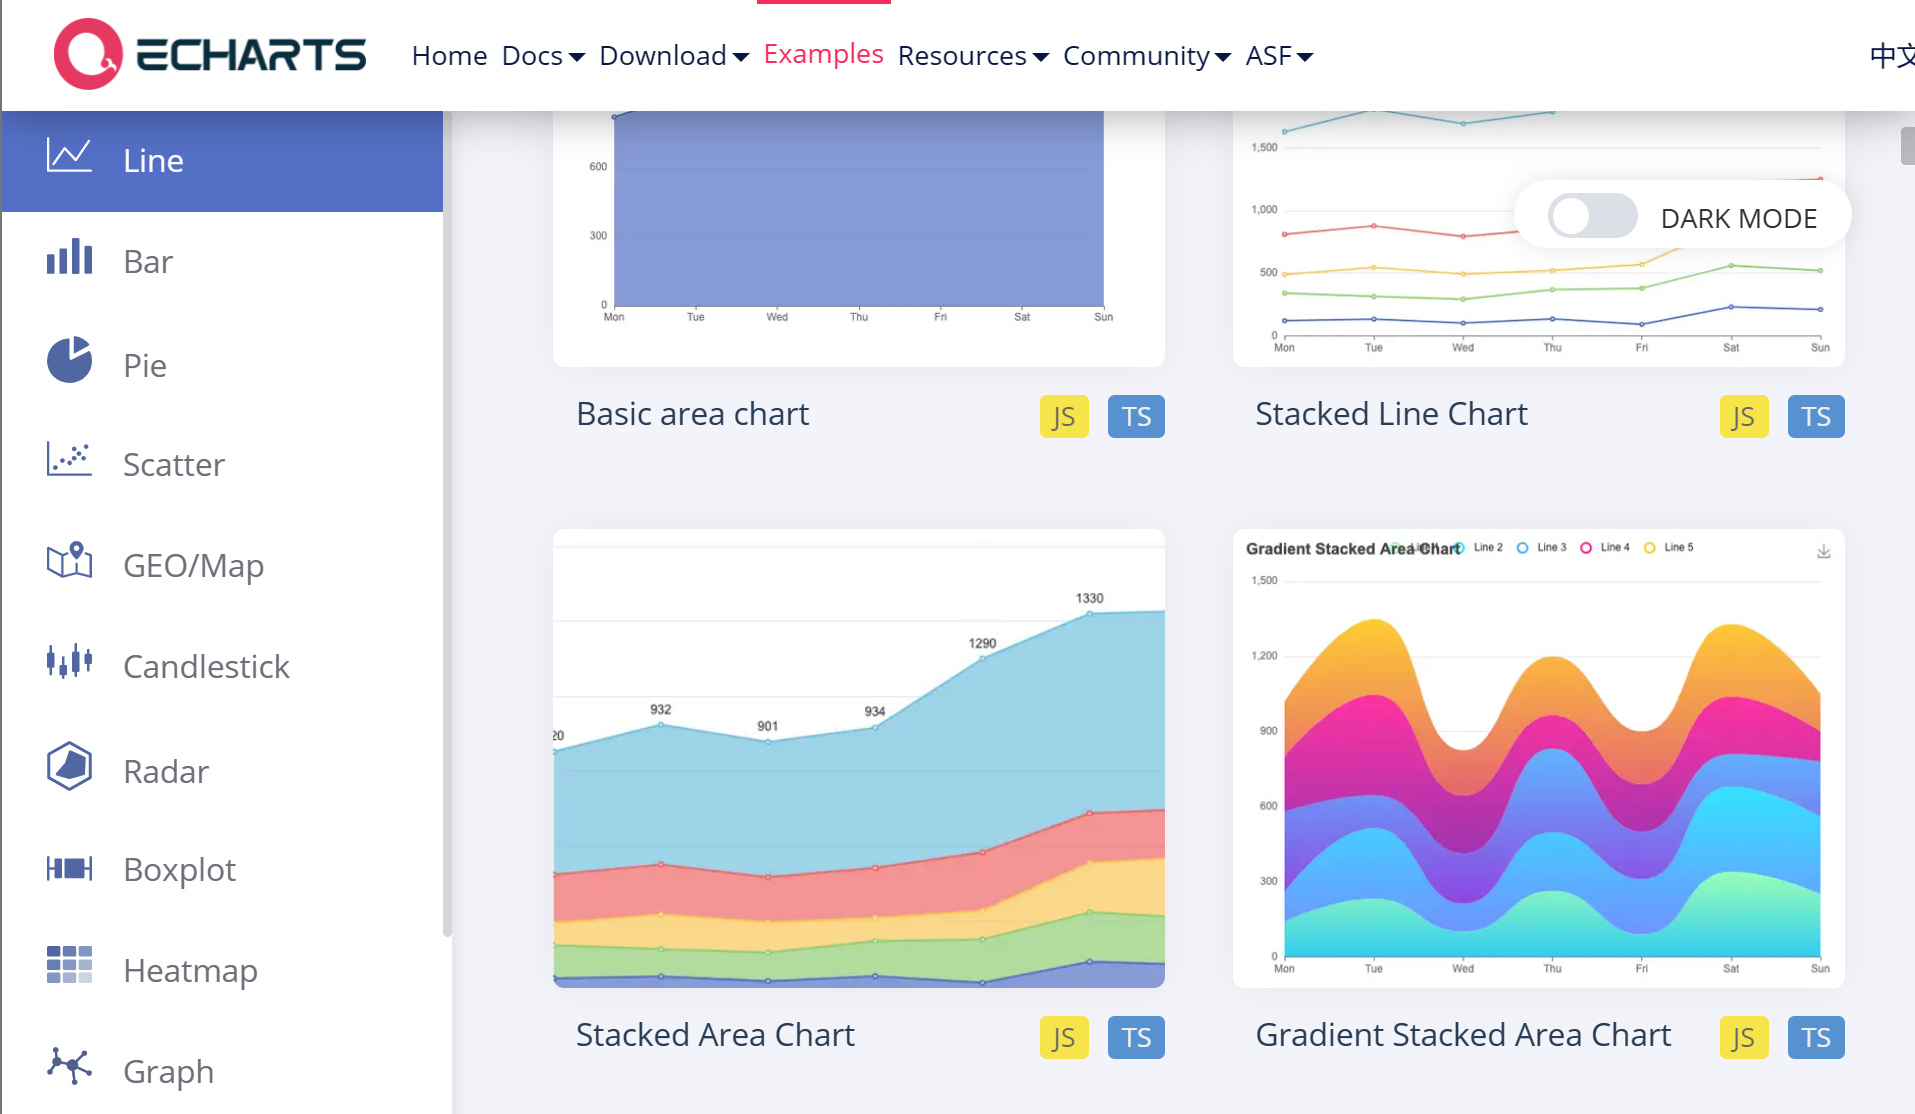 ECHARTS
Home Docs Download Examples Resources Community ASF 中文
Line
Bar
Pie
Scatter
GEO/Map
Candlestick
Radar
Boxplot
Heatmap
Graph
600
300
0
Mon Tue Wed Thu Fri Sat Sun
Basic area chart JS TS
1,500
1,000
500
0
Mon Tue Wed Thu Fri Sat Sun
DARK MODE
Stacked Line Chart JS TS
20 932 901 934 1290 1330
Stacked Area Chart JS TS
Gradient Stacked Area Chart
Line 2 Line 3 Line 4 Line 5
1,500
1,200
900
600
300
0
Mon Tue Wed Thu Fri Sat Sun
Gradient Stacked Area Chart JS TS